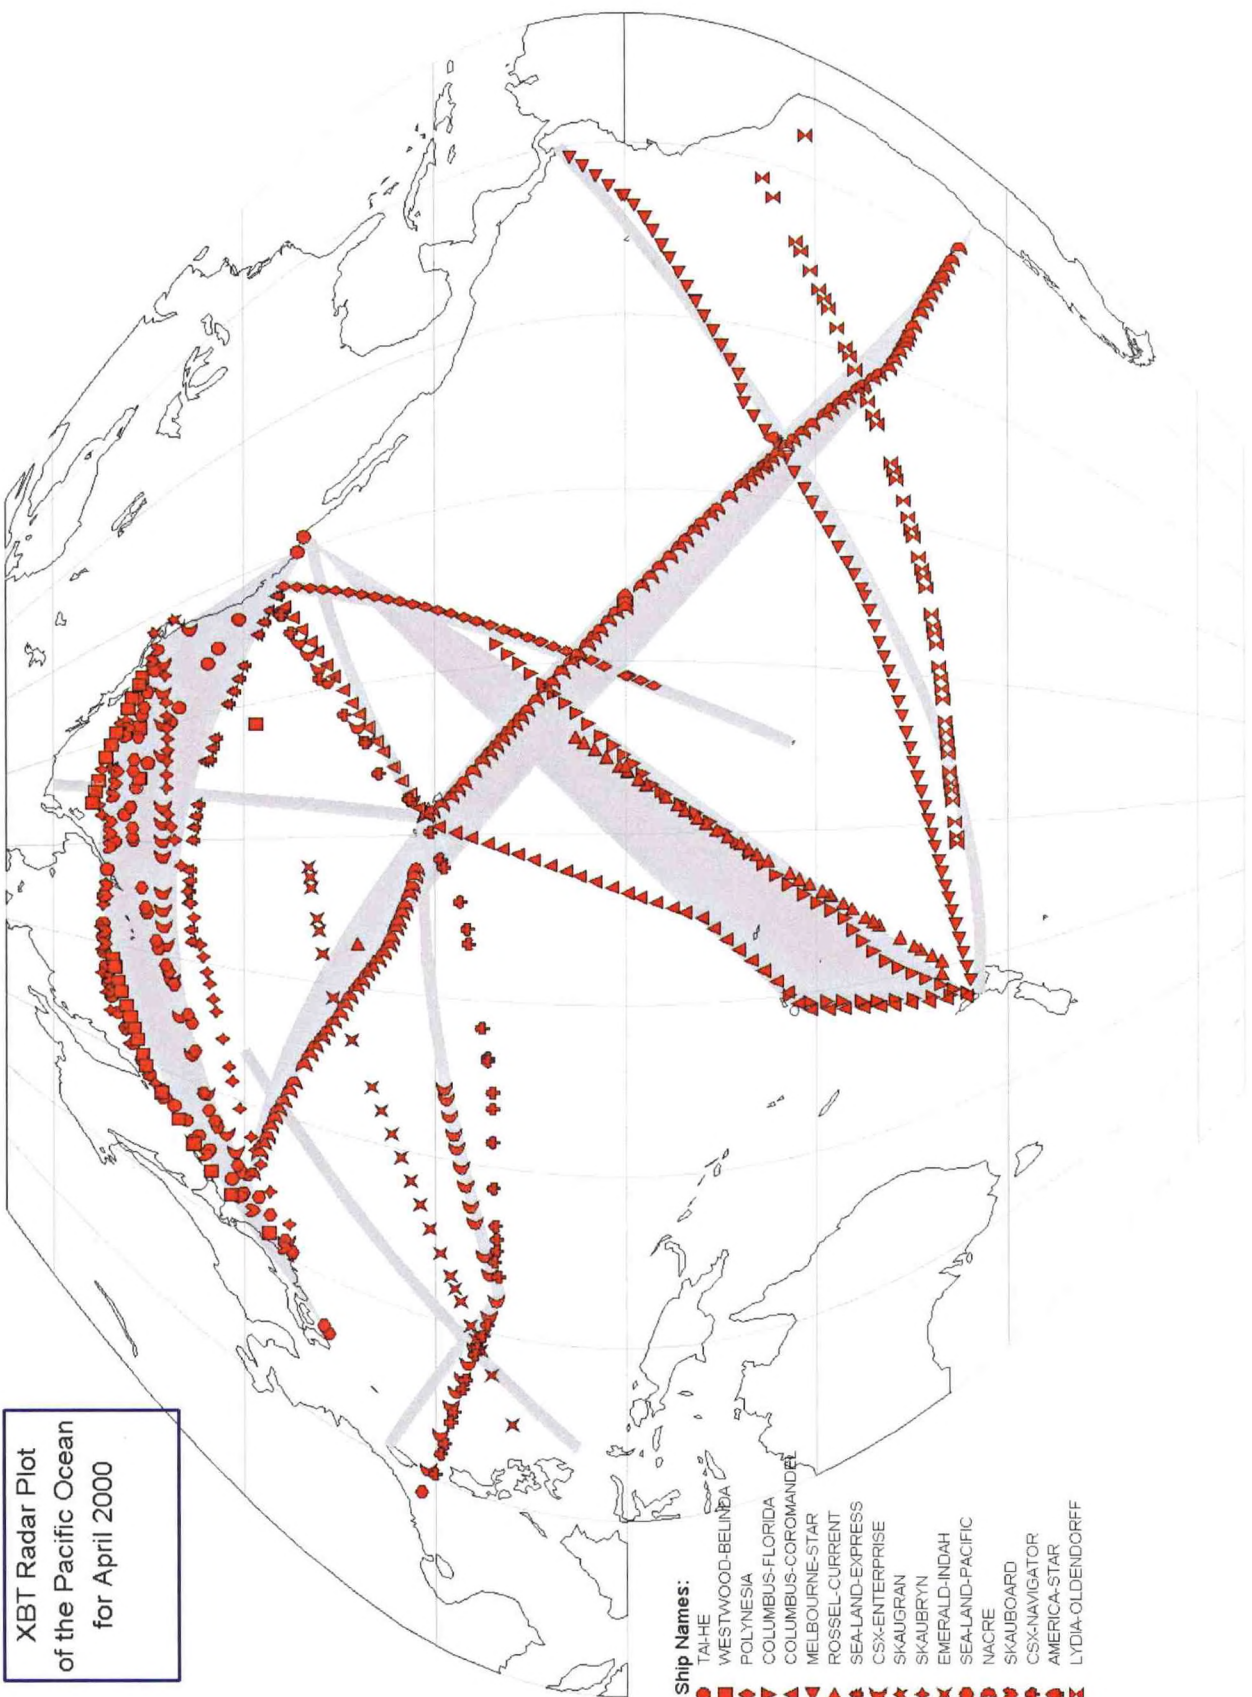 XBT Radar Plot
of the Pacific Ocean
for April 2000
Ship Names:
TAI-HE
WESTWOOD-BELINDA
POLYNESIA
COLUMBUS-FLORIDA
COLUMBUS-COROMANDEL
MELBOURNE-STAR
ROSSEL-CURRENT
SEA-LAND-EXPRESS
CSX-ENTERPRISE
SKAUGRAN
SKAUBRYN
EMERALD-INDAH
SEA-LAND-PACIFIC
NACRE
SKAUBOARD
CSX-NAVIGATOR
AMERICA-STAR
LYDIA-OLDENDORFF